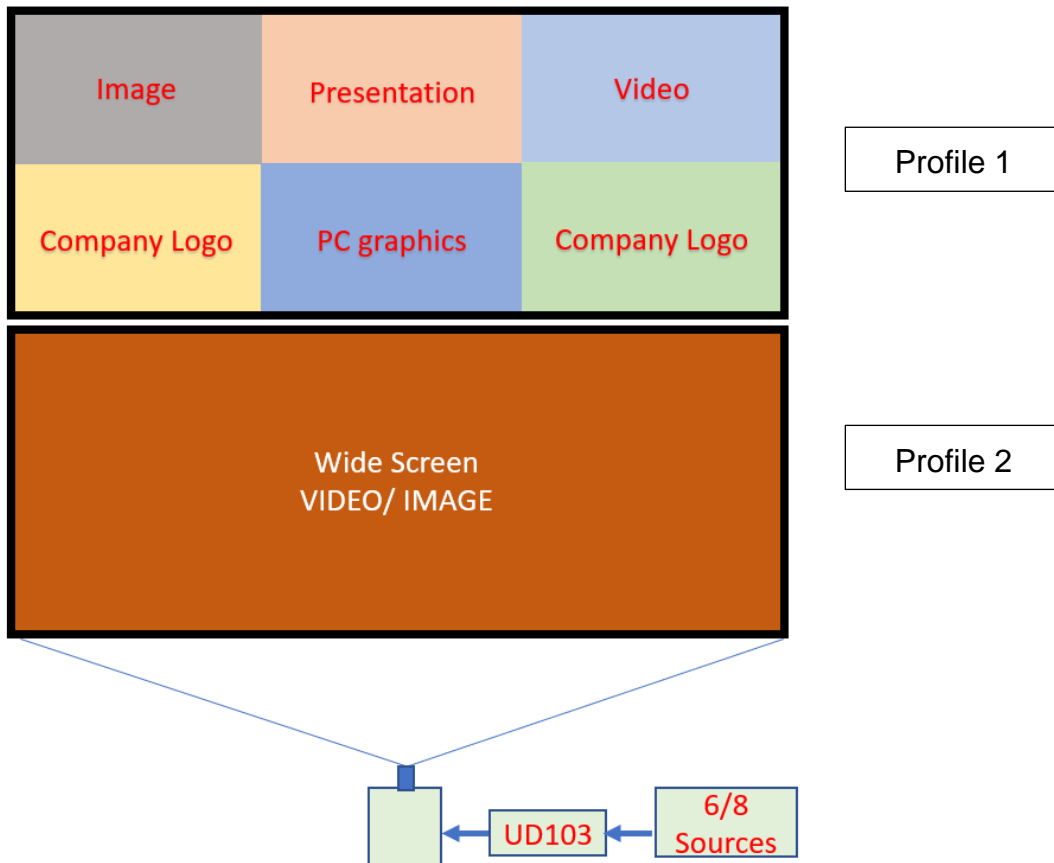 Image
Presentation
Video
Profile 1
Company Logo
PC graphics
Company Logo
Wide Screen
VIDEO/ IMAGE
Profile 2
UD103
6/8
Sources